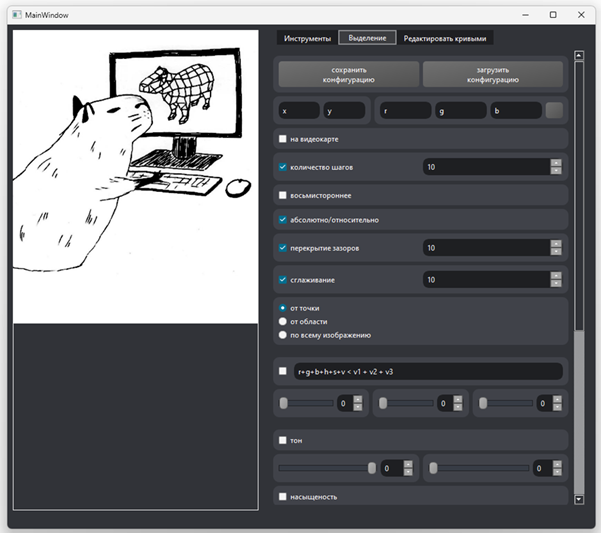 MainWindow
Инструменты Выделение Редактировать кривыми
сохранить
конфигурацию
загрузить
конфигурацию
x y r g b
на видеокарте
количество шагов 10
восьмистороннее
абсолютно/относительно
перекрытие зазоров 10
сглаживание 10
от точки
от области
по всему изображению
r+g+b+h+s+v < v1 + v2 + v3
0 0 0
тон
0 0
насыщеность